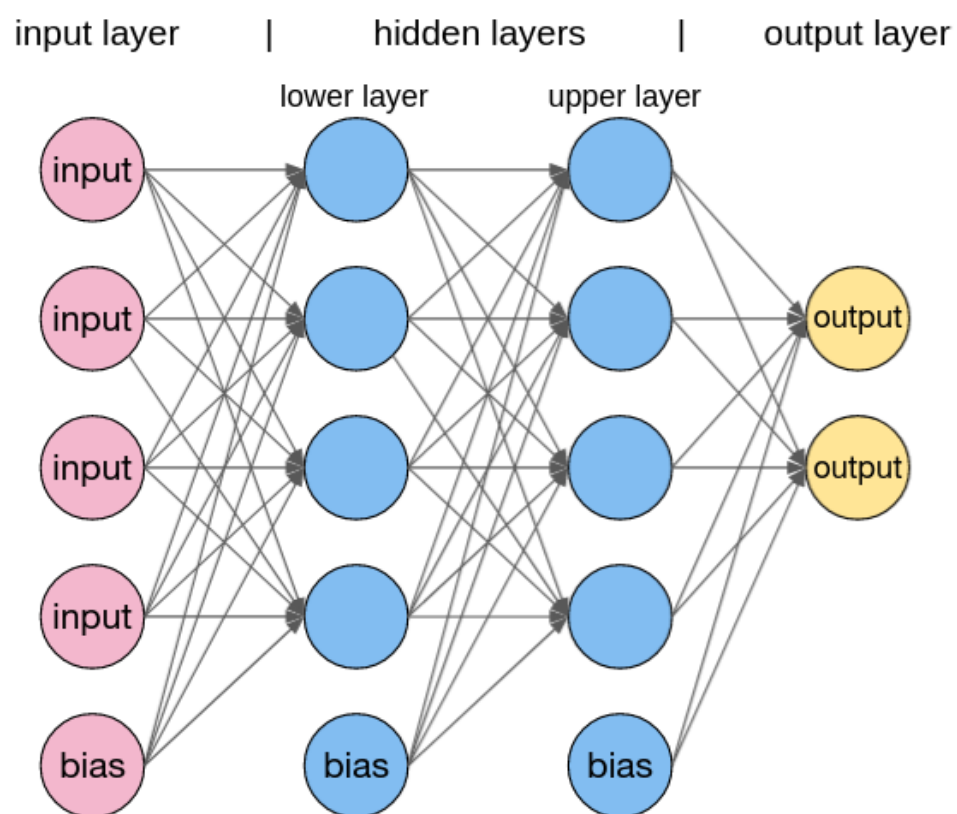 input layer | hidden layers | output layer
lower layer upper layer
input
input output
input output
input
bias bias bias